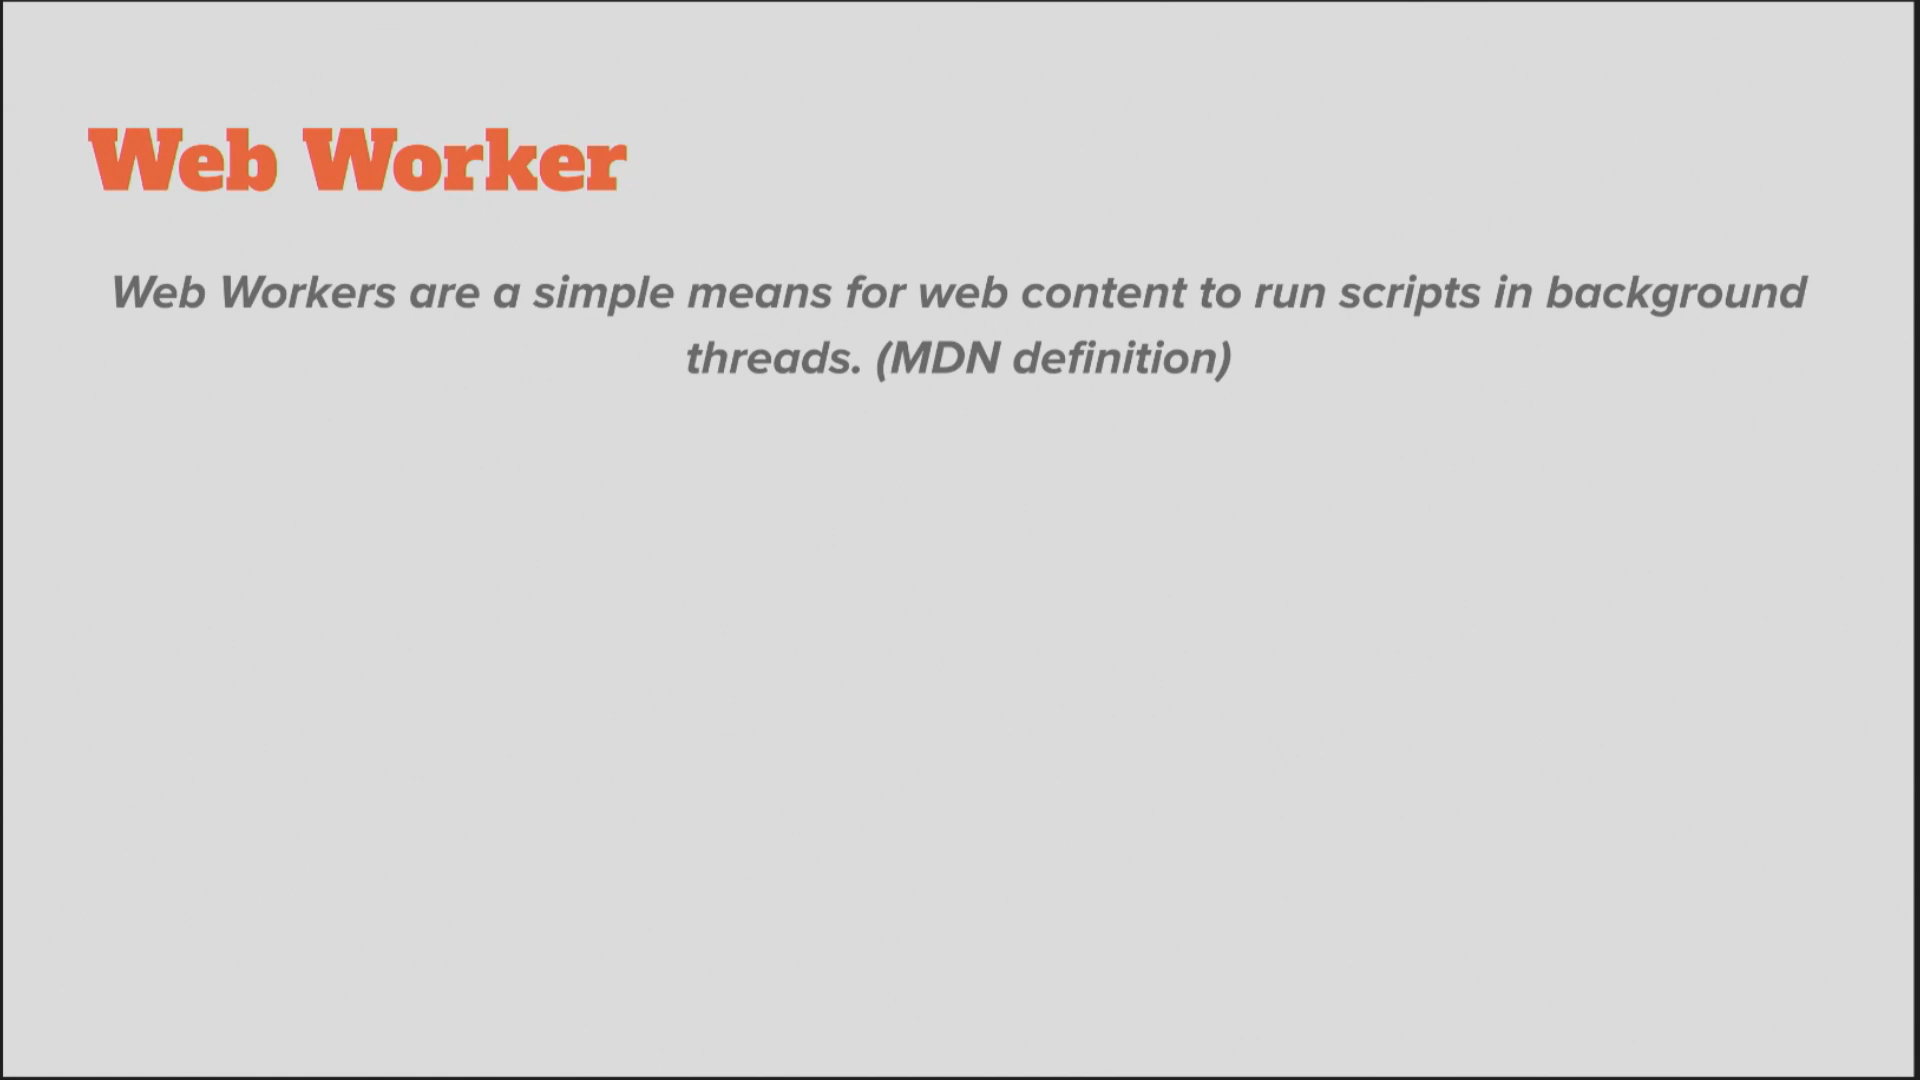 Web Worker
Web Workers are a simple means for web content to run scripts in background
threads. (MDN definition)